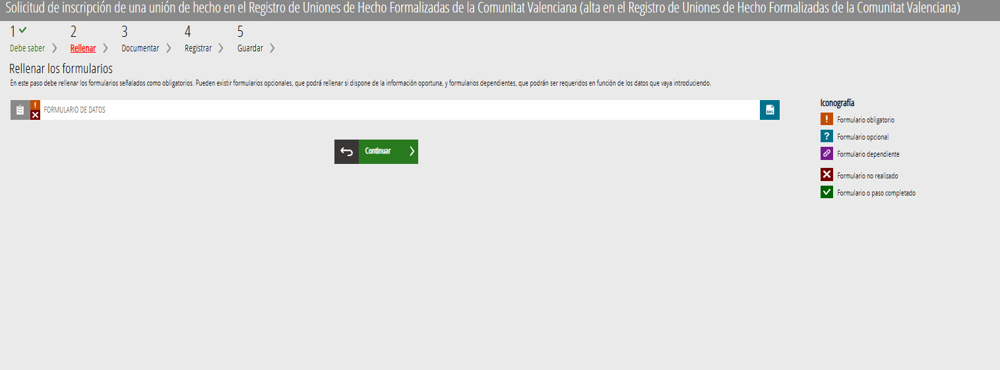 Solicitud de inscripción de una unión de hecho en el Registro de Uniones de Hecho Formalizadas de la Comunitat Valenciana (alta en el Registro de Uniones de Hecho Formalizadas de la Comunitat Valenciana)
1 2 3 4 5
Debe saber Rellenar Documentar Registrar Guardar
Rellenar los formularios
En este paso debe rellenar los formularios señalados como obligatorios. Pueden existir formularios opcionales, que podrá rellenar si dispone de la información oportuna, y formularios dependientes, que podrán ser requeridos en función de los datos que vaya introduciendo.
FORMULARIO DE DATOS
XML
Continuar
Iconografía
! Formulario obligatorio
? Formulario opcional
Formulario dependiente
Formulario no realizado
Formulario o paso completado